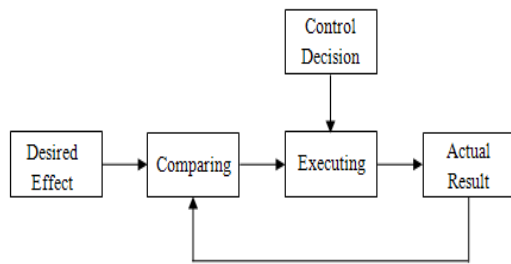 Control
Decision
Desired
Effect
Comparing
Executing
Actual
Result